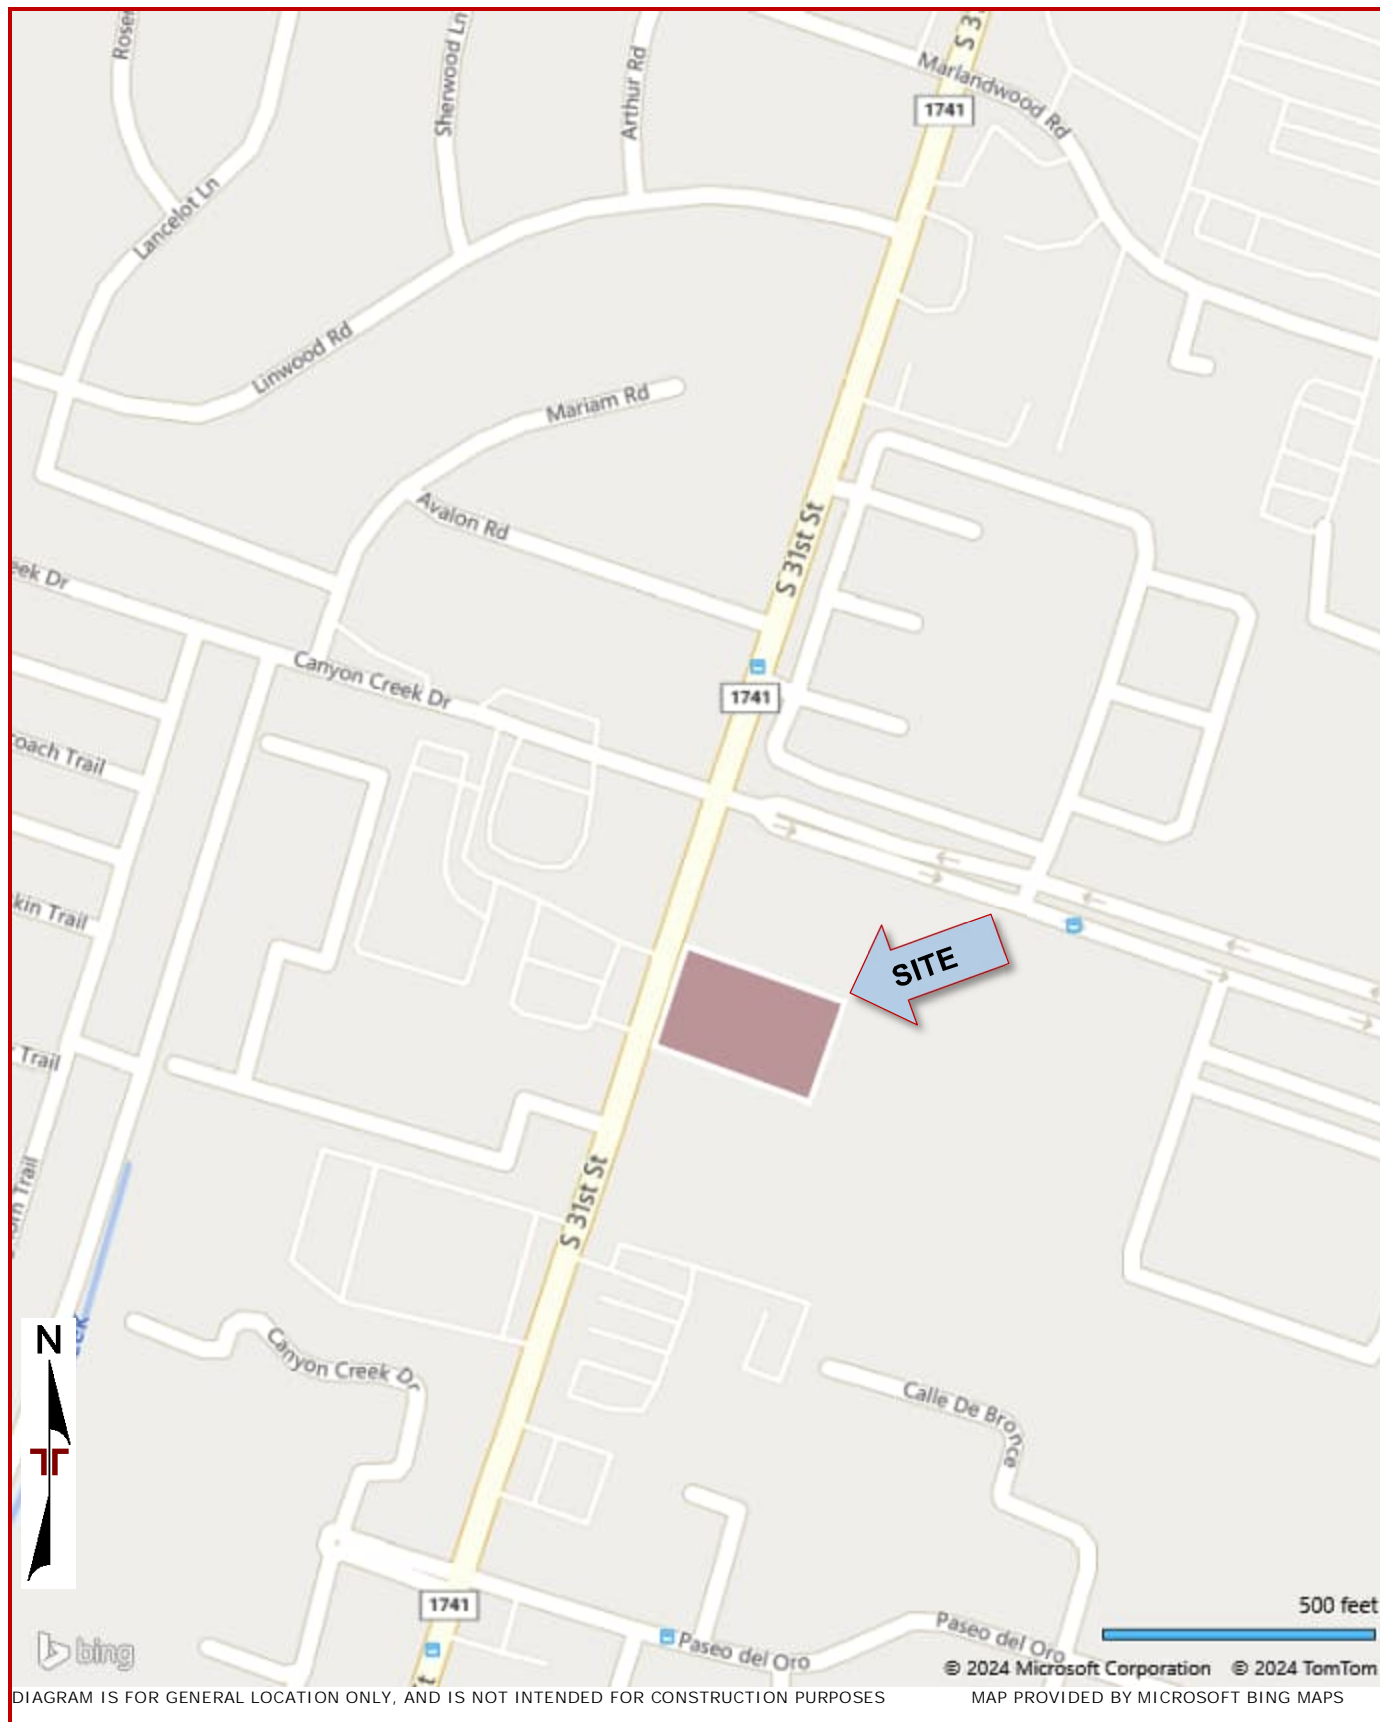 S 3
Marlandwood Rd
1741
Sherwood Ln
Arthur Rd
Lancelot Ln
Linwood Rd
Mariam Rd
Avalon Rd
S 31st St
eek Dr
Canyon Creek Dr
1741
oach Trail
kin Trail
SITE
Trail
S 31st St
N
Canyon Creek Dr
Calle De Bronce
1741
500 feet
Paseo del Oro
Paseo del Oro
bing
© 2024 Microsoft Corporation © 2024 TomTom
DIAGRAM IS FOR GENERAL LOCATION ONLY, AND IS NOT INTENDED FOR CONSTRUCTION PURPOSES
MAP PROVIDED BY MICROSOFT BING MAPS